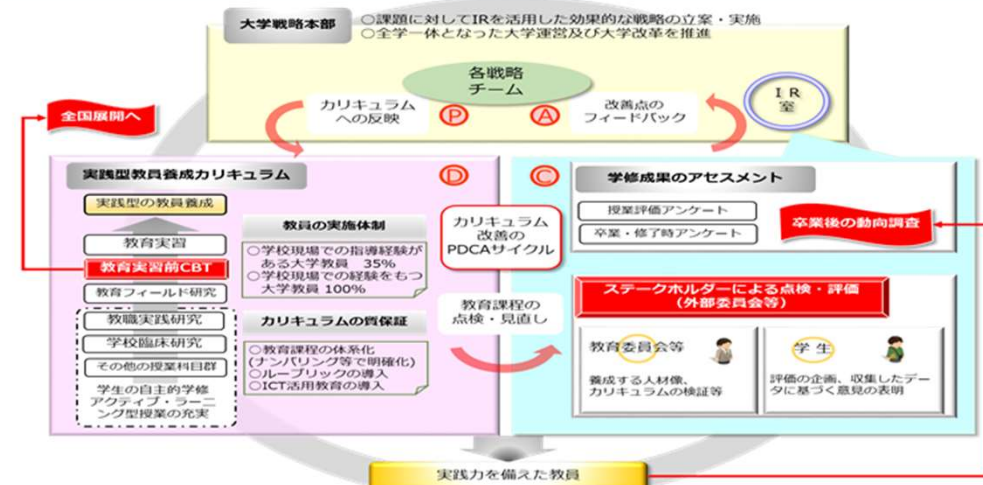 大学戦略本部
○課題に対してIRを活用した効果的な戦略の立案・実施
○全学一体となった大学運営及び大学改革を推進
各戦略
チーム
IR
室
カリキュラム
への反映
P
A
改善点の
フィードバック
全国展開へ
実践型教員養成カリキュラム
D
C
学修成果のアセスメント
実践型の教員養成
教育実習
教育実習前CBT
教育フィールド研究
教職実践研究
学校臨床研究
その他の授業科目群
学生の自主的学修
アクティブ・ラーニ
ング型授業の充実
教員の実施体制
○学校現場での指導経験が
ある大学教員 35%
○学校現場での経験をもつ
大学教員 100%
カリキュラムの質保証
○教育課程の体系化
(ナンバリング等で明確化)
○ルーブリックの導入
○ICT活用教育の導入
カリキュラム
改善の
PDCAサイクル
教育課程の
点検・見直し
授業評価アンケート
卒業・修了時アンケート
卒業後の動向調査
ステークホルダーによる点検・評価
(外部委員会等)
教育委員会等
養成する人材像、
カリキュラムの検証等
学生
評価の企画、収集したデー
タに基づく意見の表明
実践力を備えた教員